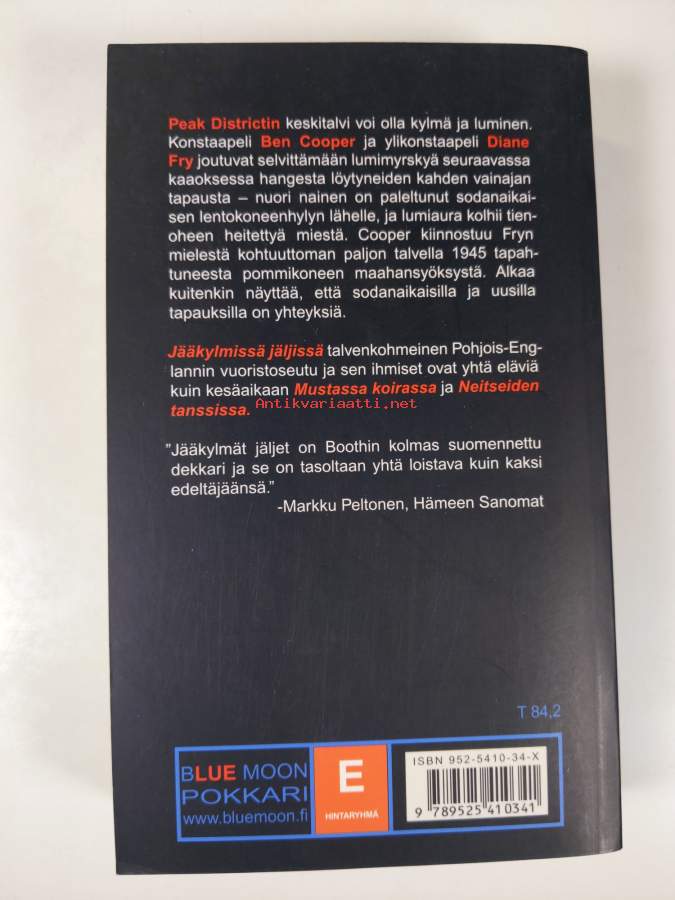 Peak Districtin keskitalvi voi olla kylmä ja luminen.
Konstaapeli Ben Cooper ja ylikonstaapeli Diane
Fry joutuvat selvittämään lumimyrskyä seuraavassa
kaaoksessa hangesta löytyneiden kahden vainajan
tapausta – nuori nainen on paleltunut sodanaikai-
sen lentokoneenhylyn lähelle, ja lumiaura kolhii tien-
oheen heitettyä miestä. Cooper kiinnostuu Fryn
mielestä kohtuuttoman paljon talvella 1945 tapah-
tuneesta pommikoneen maahansyöksystä. Alkaa
kuitenkin näyttää, että sodanaikaisilla ja uusilla
tapauksilla on yhteyksiä.
Jääkylmissä jäljissä talvenkohmeinen Pohjois-Eng-
lannin vuoristoseutu ja sen ihmiset ovat yhtä eläviä
kuin kesäaikaan Mustassa koirassa ja Neitseiden
tanssissa.
Antikvariaatti.net
"Jääkylmät jäljet on Boothin kolmas suomennettu
dekkari ja se on tasoltaan yhtä loistava kuin kaksi
edeltäjäänsä."
-Markku Peltonen, Hämeen Sanomat
T 84,2
BLUE MOON
POKKARI
www.bluemoon.fi
E
HINTARYHMÄ
ISBN 952-5410-34-X
9 789525 410341